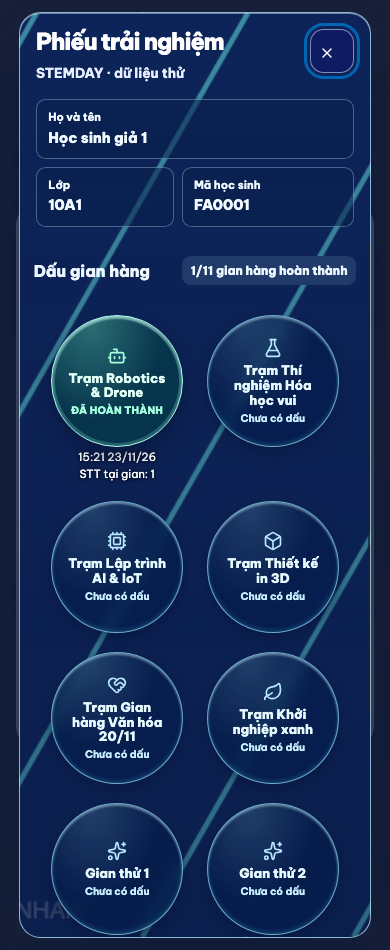 Phiếu trải nghiệm
STEMDAY · dữ liệu thử
×
Họ và tên
Học sinh giả 1
Lớp
10A1
Mã học sinh
FA0001
Dấu gian hàng
1/11 gian hàng hoàn thành
Trạm Robotics
& Drone
ĐÃ HOÀN THÀNH
15:21 23/11/26
STT tại gian: 1
Trạm Thí
nghiệm Hóa
học vui
Chưa có dấu
Trạm Lập trình
AI & IoT
Chưa có dấu
Trạm Thiết kế
in 3D
Chưa có dấu
Trạm Gian
hàng Văn hóa
20/11
Chưa có dấu
Trạm Khởi
nghiệp xanh
Chưa có dấu
Gian thử 1
Chưa có dấu
Gian thử 2
Chưa có dấu